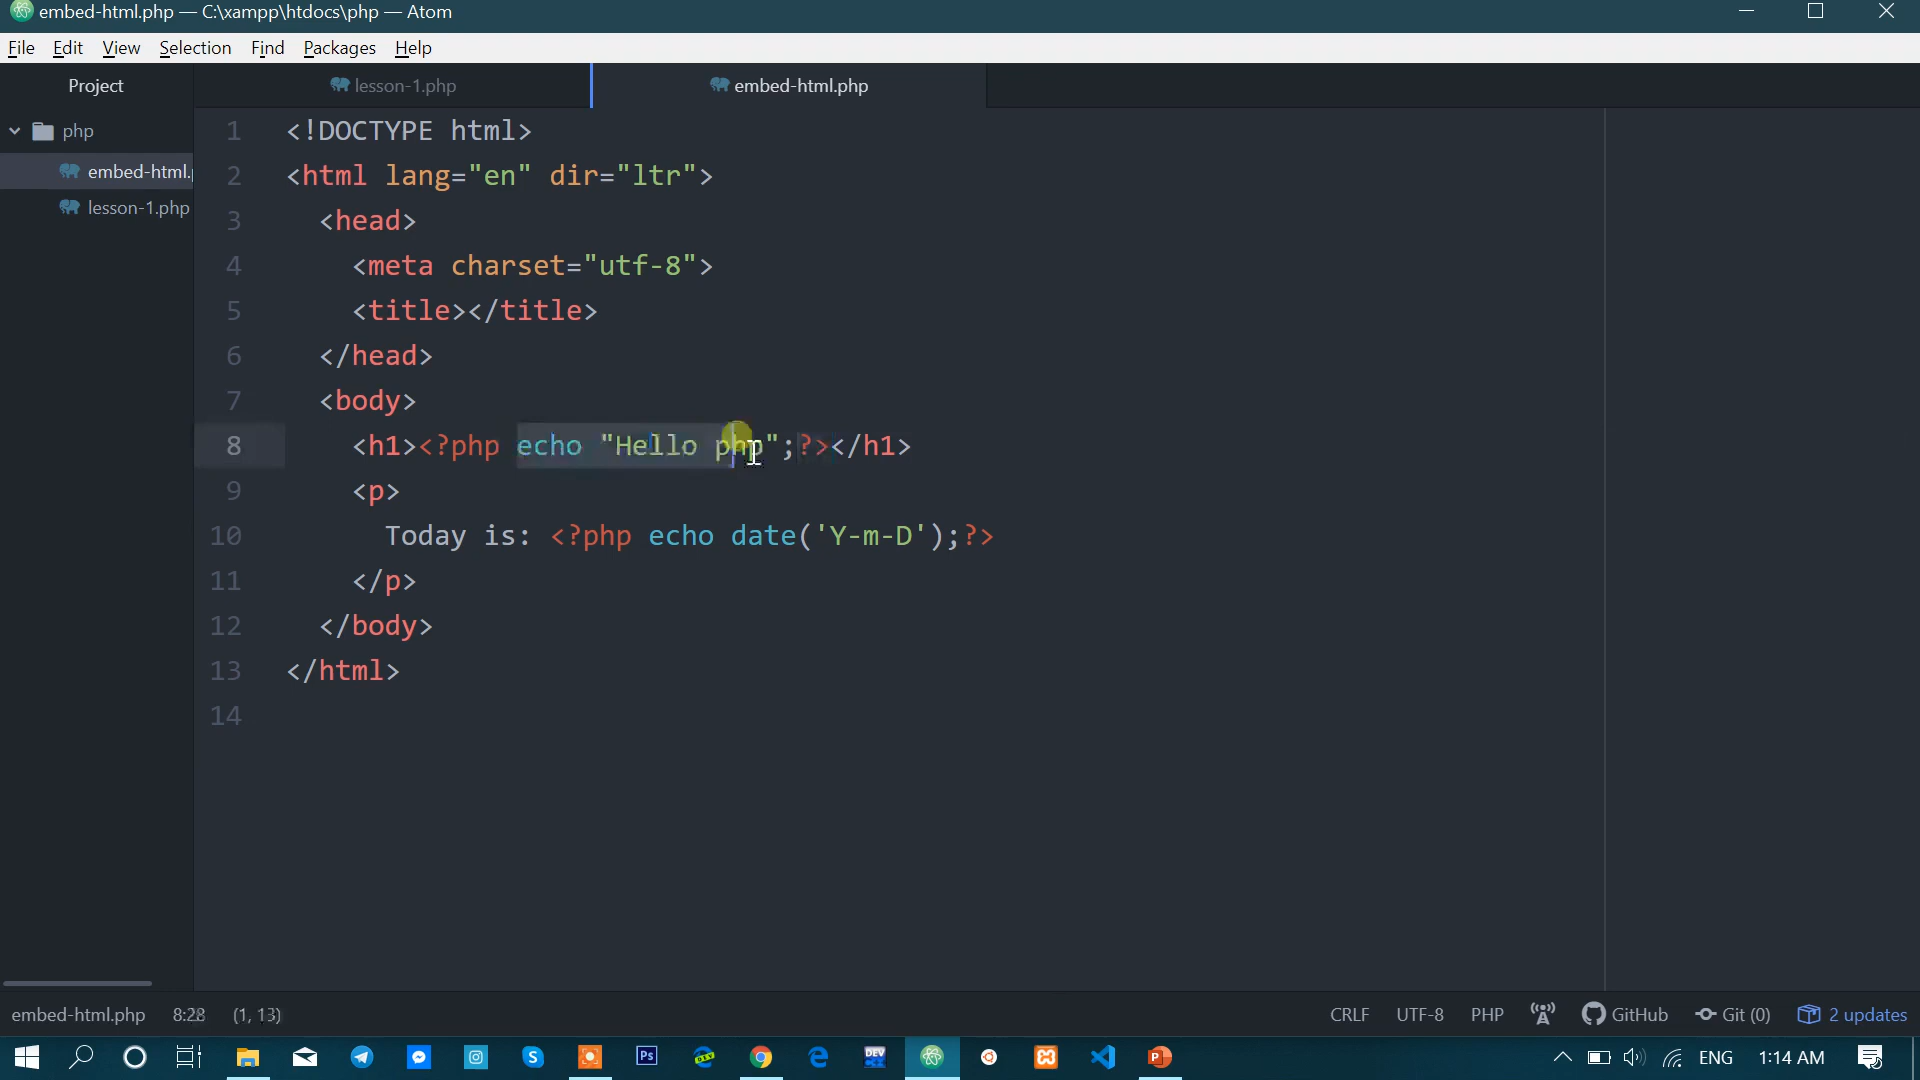 embed-html.php — C:\xampp\htdocs\php — Atom
File Edit View Selection Find Packages Help
Project
lesson-1.php
embed-html.php
php
embed-html.p
lesson-1.php
1 <!DOCTYPE html>
2 <html lang="en" dir="ltr">
3 <head>
4 <meta charset="utf-8">
5 <title></title>
6 </head>
7 <body>
8 <h1><?php echo "Hello php";?></h1>
9 <p>
10 Today is: <?php echo date('Y-m-D');?>
11 </p>
12 </body>
13 </html>
14
embed-html.php 8:28 (1, 13) CRLF UTF-8 PHP GitHub Git (0) 2 updates
Ps DEV P ENG 1:14 AM